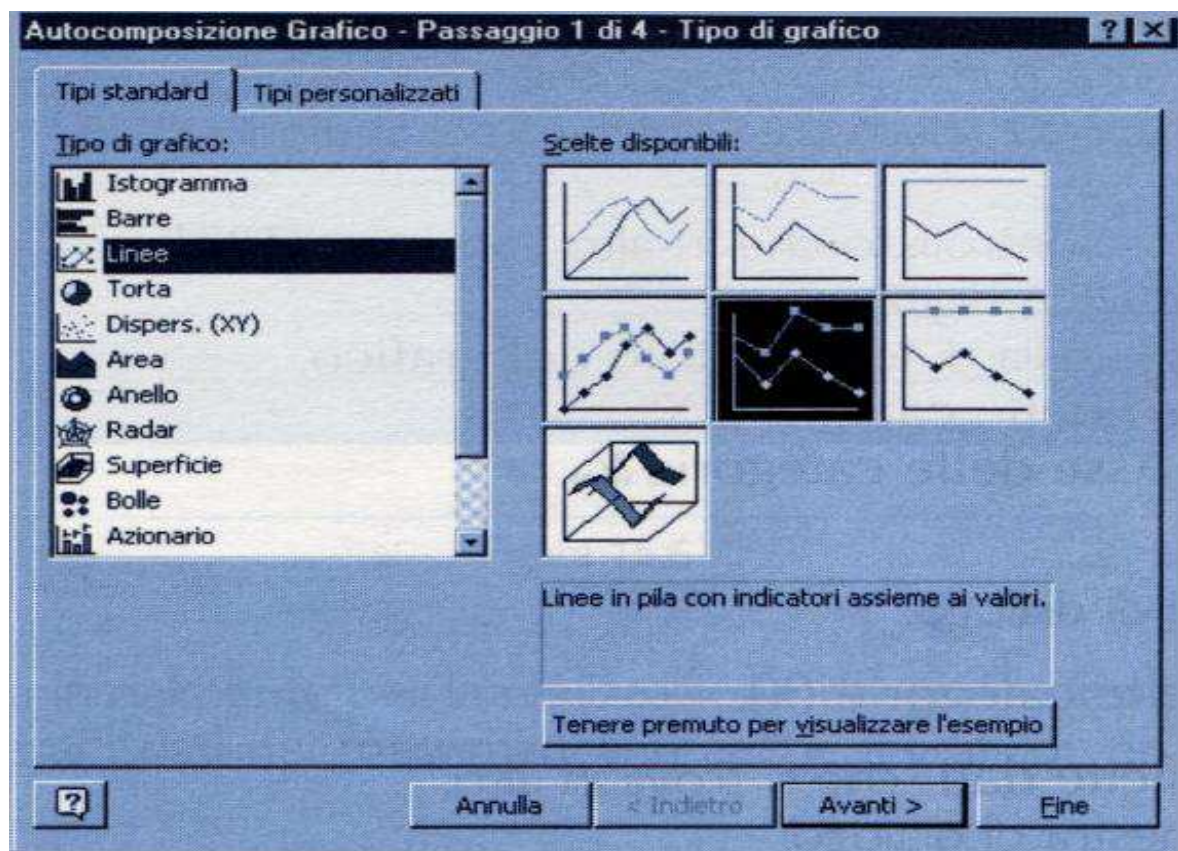 Autocomposizione Grafico - Passaggio 1 di 4 - Tipo di grafico
Tipi standard
Tipi personalizzati
Tipo di grafico:
Istogramma
Barre
Linee
Torta
Dispers. (XY)
Area
Anello
Radar
Superficie
Bolle
Azionario
Scelte disponibili:
Linee in pila con indicatori assieme ai valori.
Tenere premuto per visualizzare l'esempio
Annulla
< Indietro
Avanti >
Fine